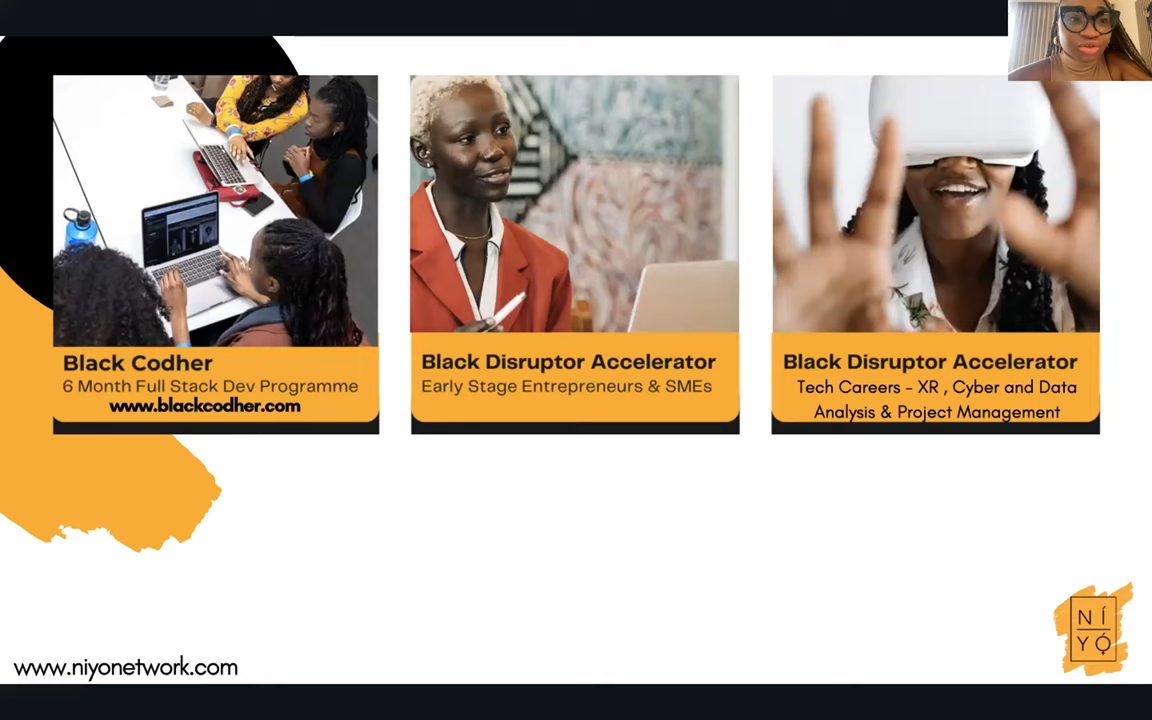 Black Codher
6 Month Full Stack Dev Programme
www.blackcodher.com
Black Disruptor Accelerator
Early Stage Entrepreneurs & SMEs
Black Disruptor Accelerator
Tech Careers - XR , Cyber and Data
Analysis & Project Management
www.niyonetwork.com
NÍ
YỌ́